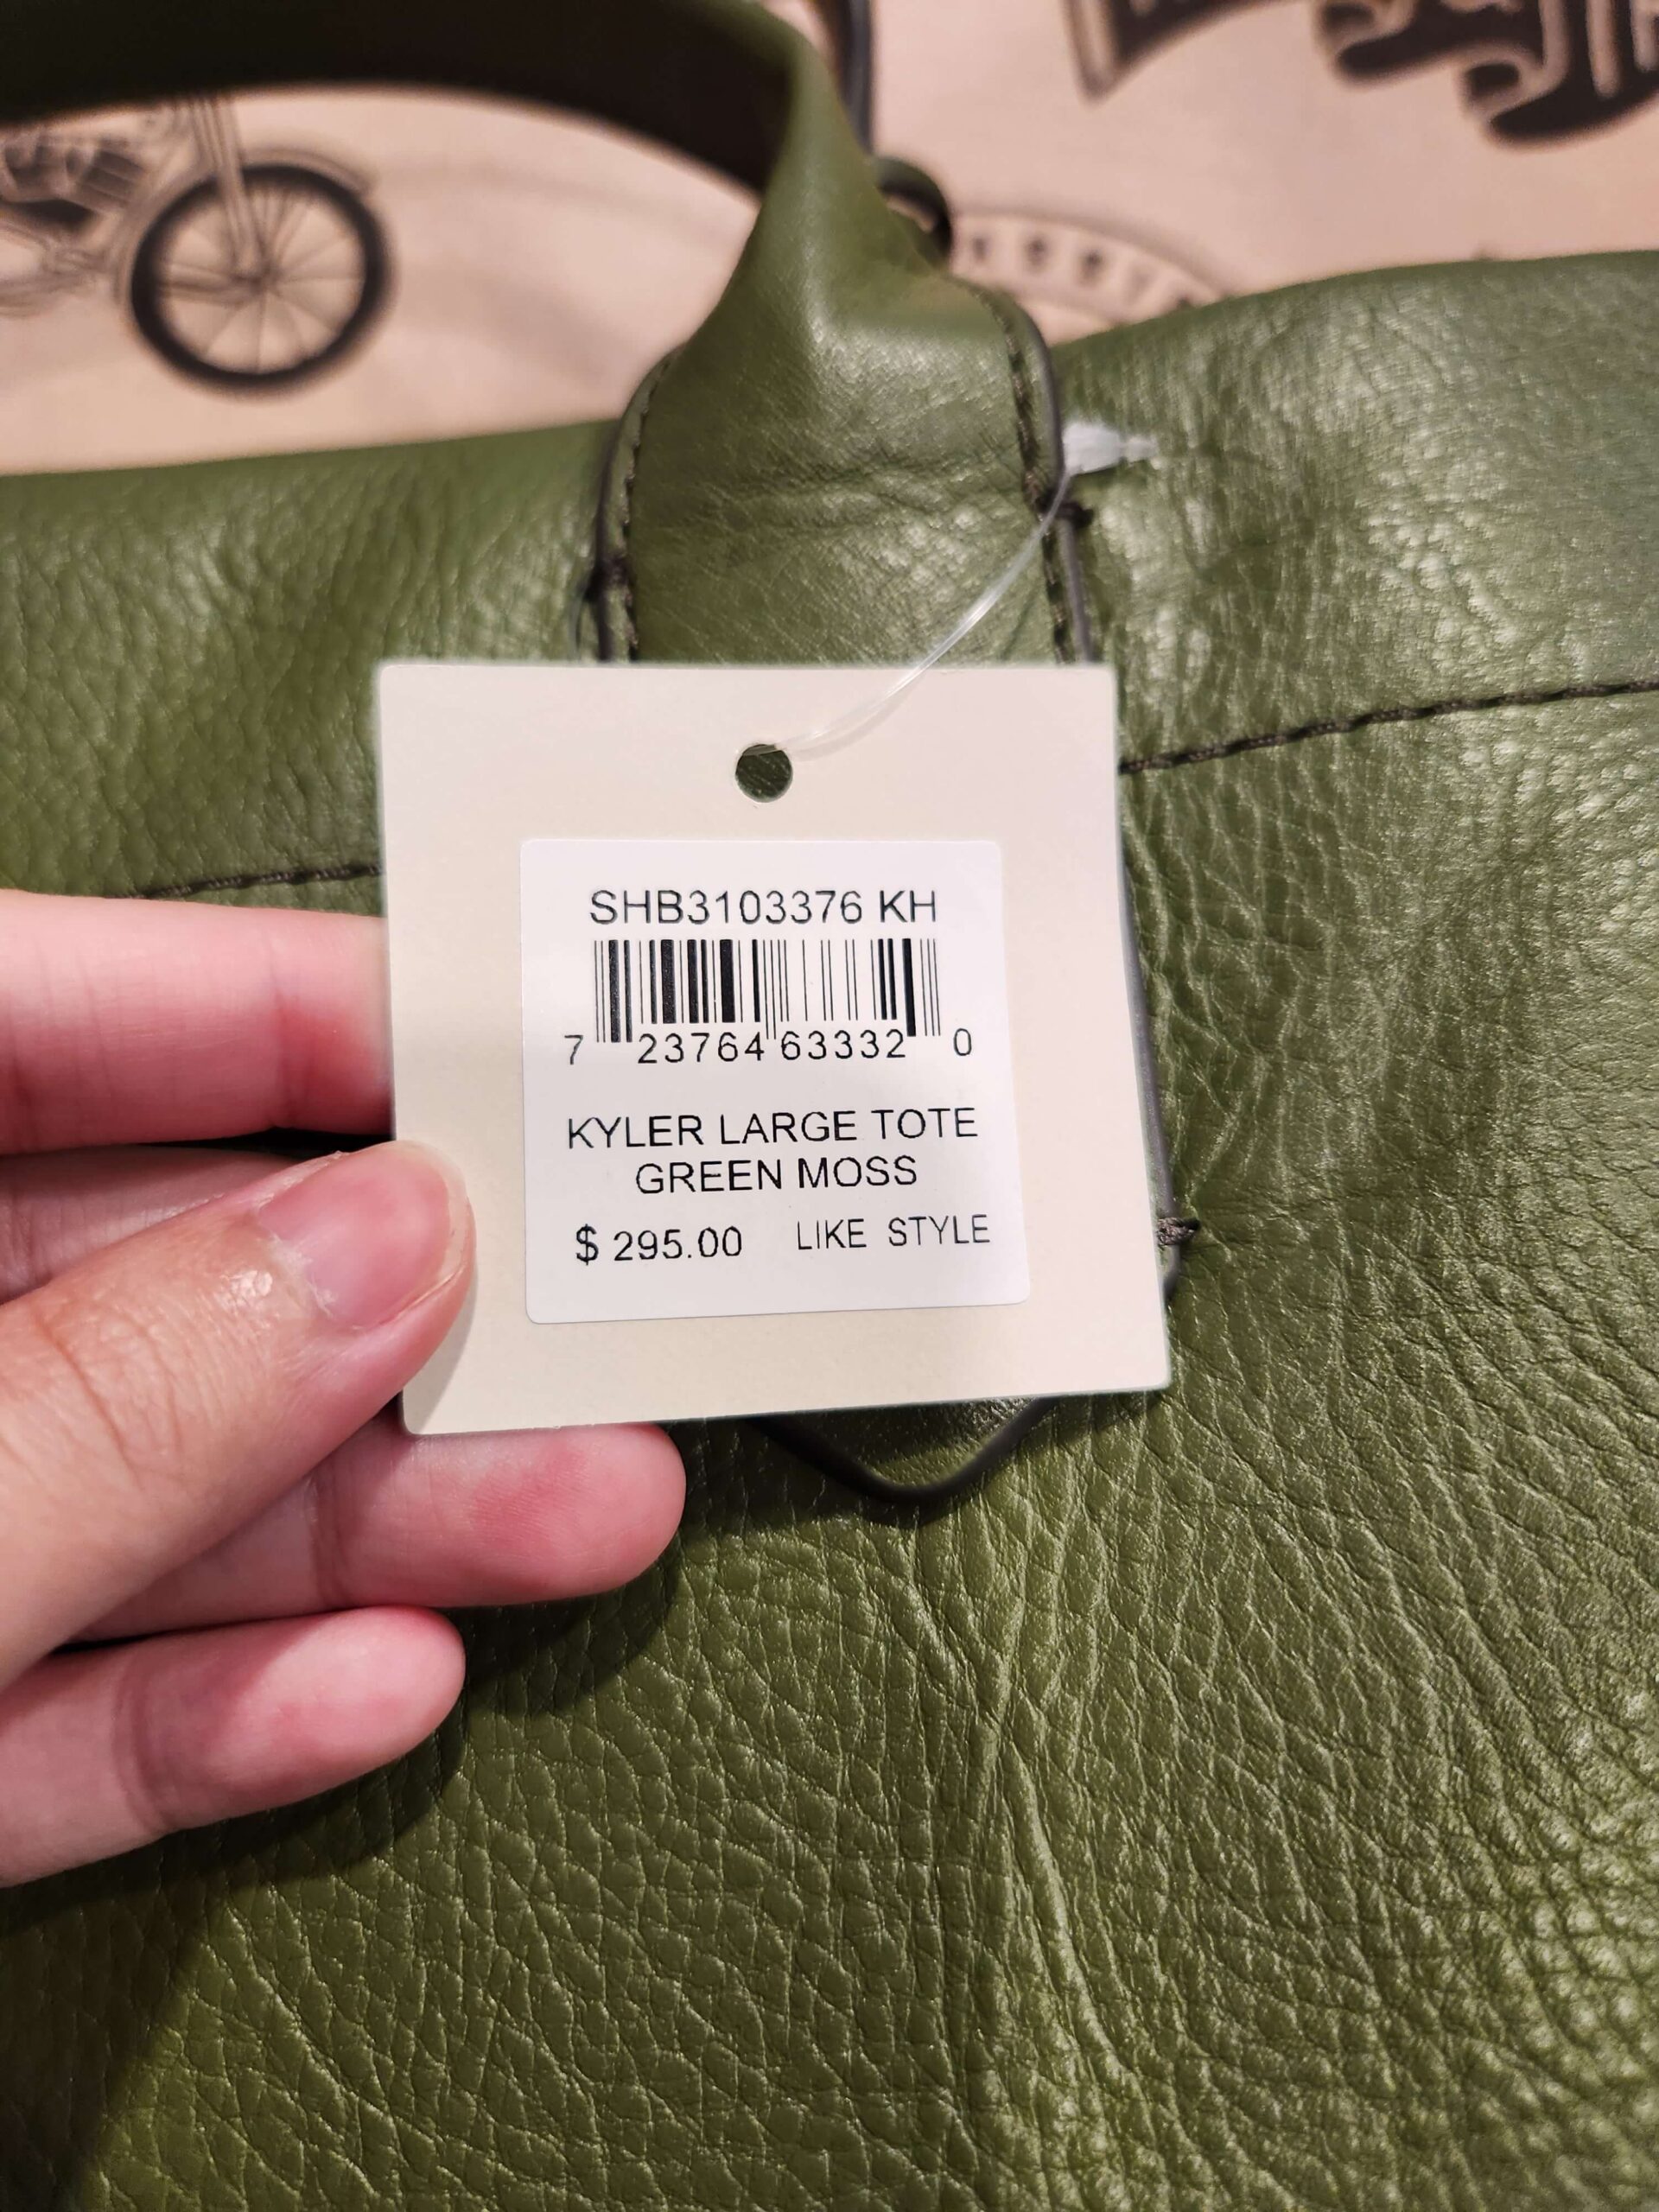 SHB3103376 KH
7 23764 63332 0
KYLER LARGE TOTE
GREEN MOSS
$ 295.00 LIKE STYLE